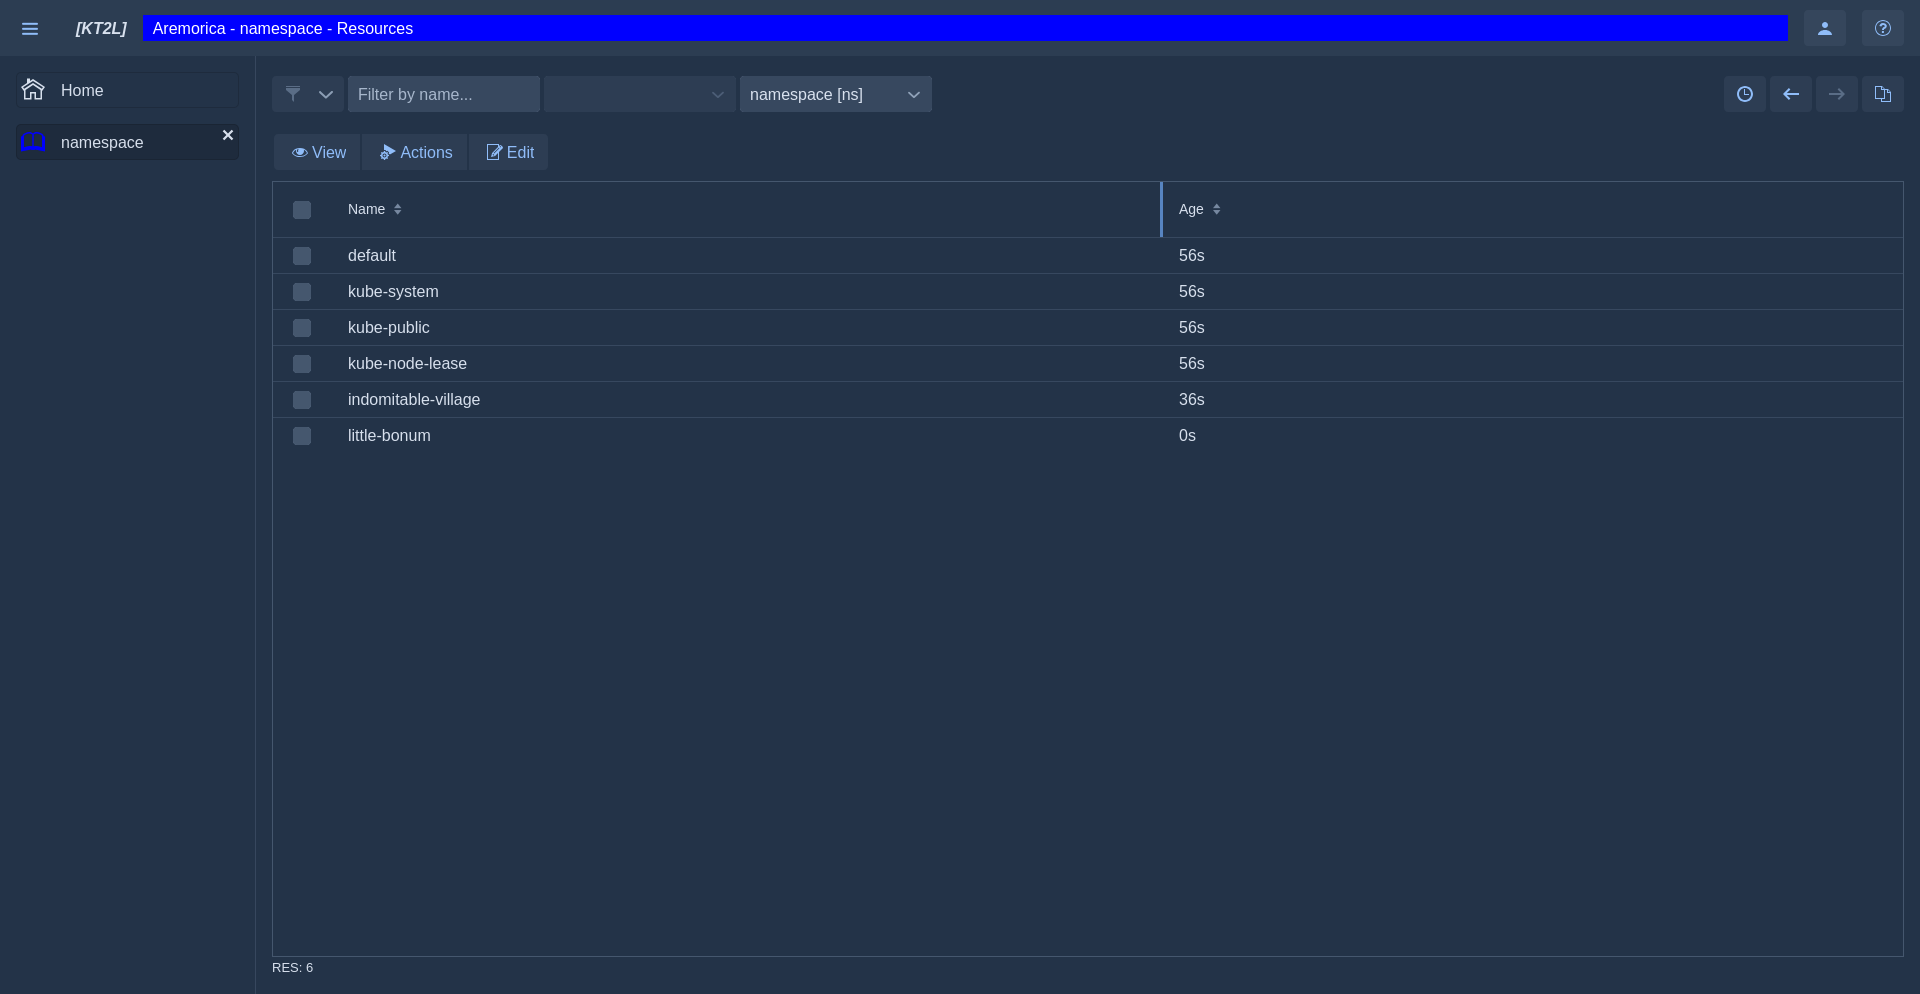 [KT2L] Aremorica - namespace - Resources
Home
namespace
Filter by name... namespace [ns]
View Actions Edit
Name Age
default 56s
kube-system 56s
kube-public 56s
kube-node-lease 56s
indomitable-village 36s
little-bonum 0s
RES: 6